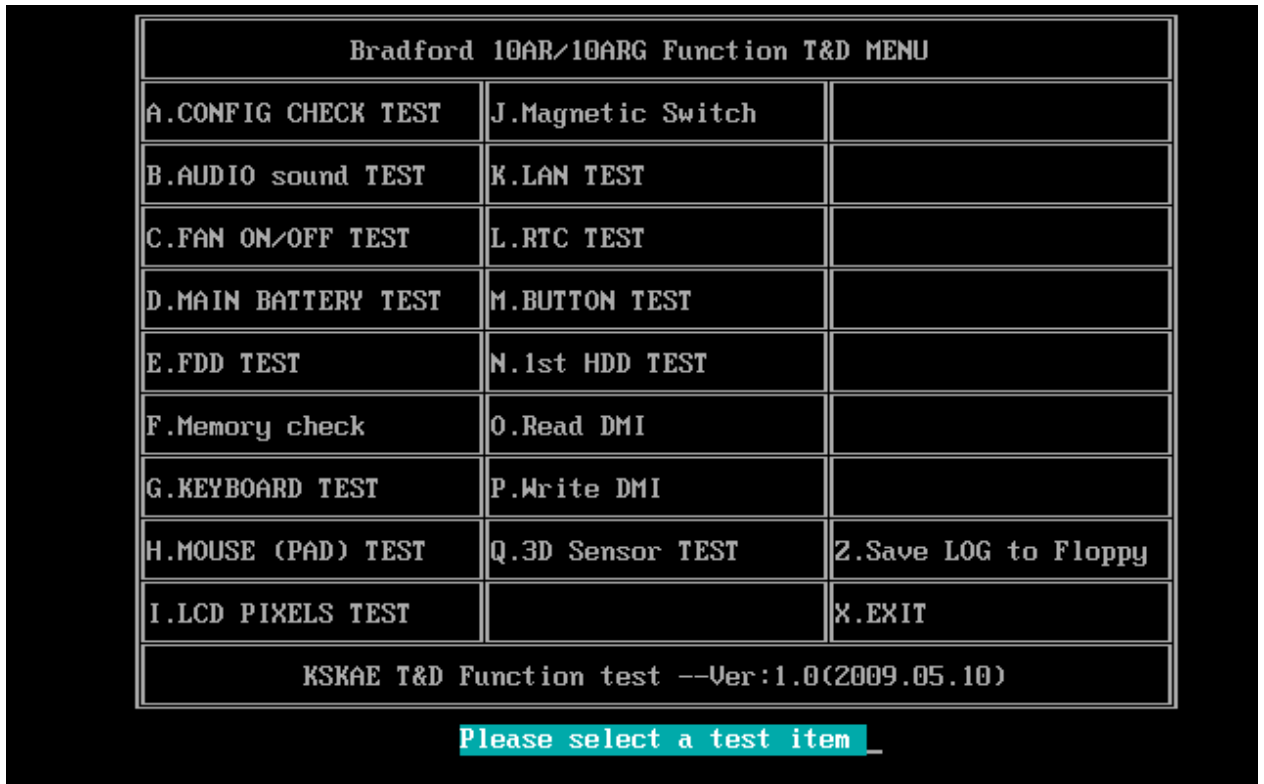 Bradford 10AR/10ARG Function T&D MENU
A.CONFIG CHECK TEST J.Magnetic Switch
B.AUDIO sound TEST K.LAN TEST
C.FAN ON/OFF TEST L.RTC TEST
D.MAIN BATTERY TEST M.BUTTON TEST
E.FDD TEST N.1st HDD TEST
F.Memory check O.Read DMI
G.KEYBOARD TEST P.Write DMI
H.MOUSE (PAD) TEST Q.3D Sensor TEST Z.Save LOG to Floppy
I.LCD PIXELS TEST X.EXIT
KSKAE T&D Function test --Ver:1.0(2009.05.10)
Please select a test item _